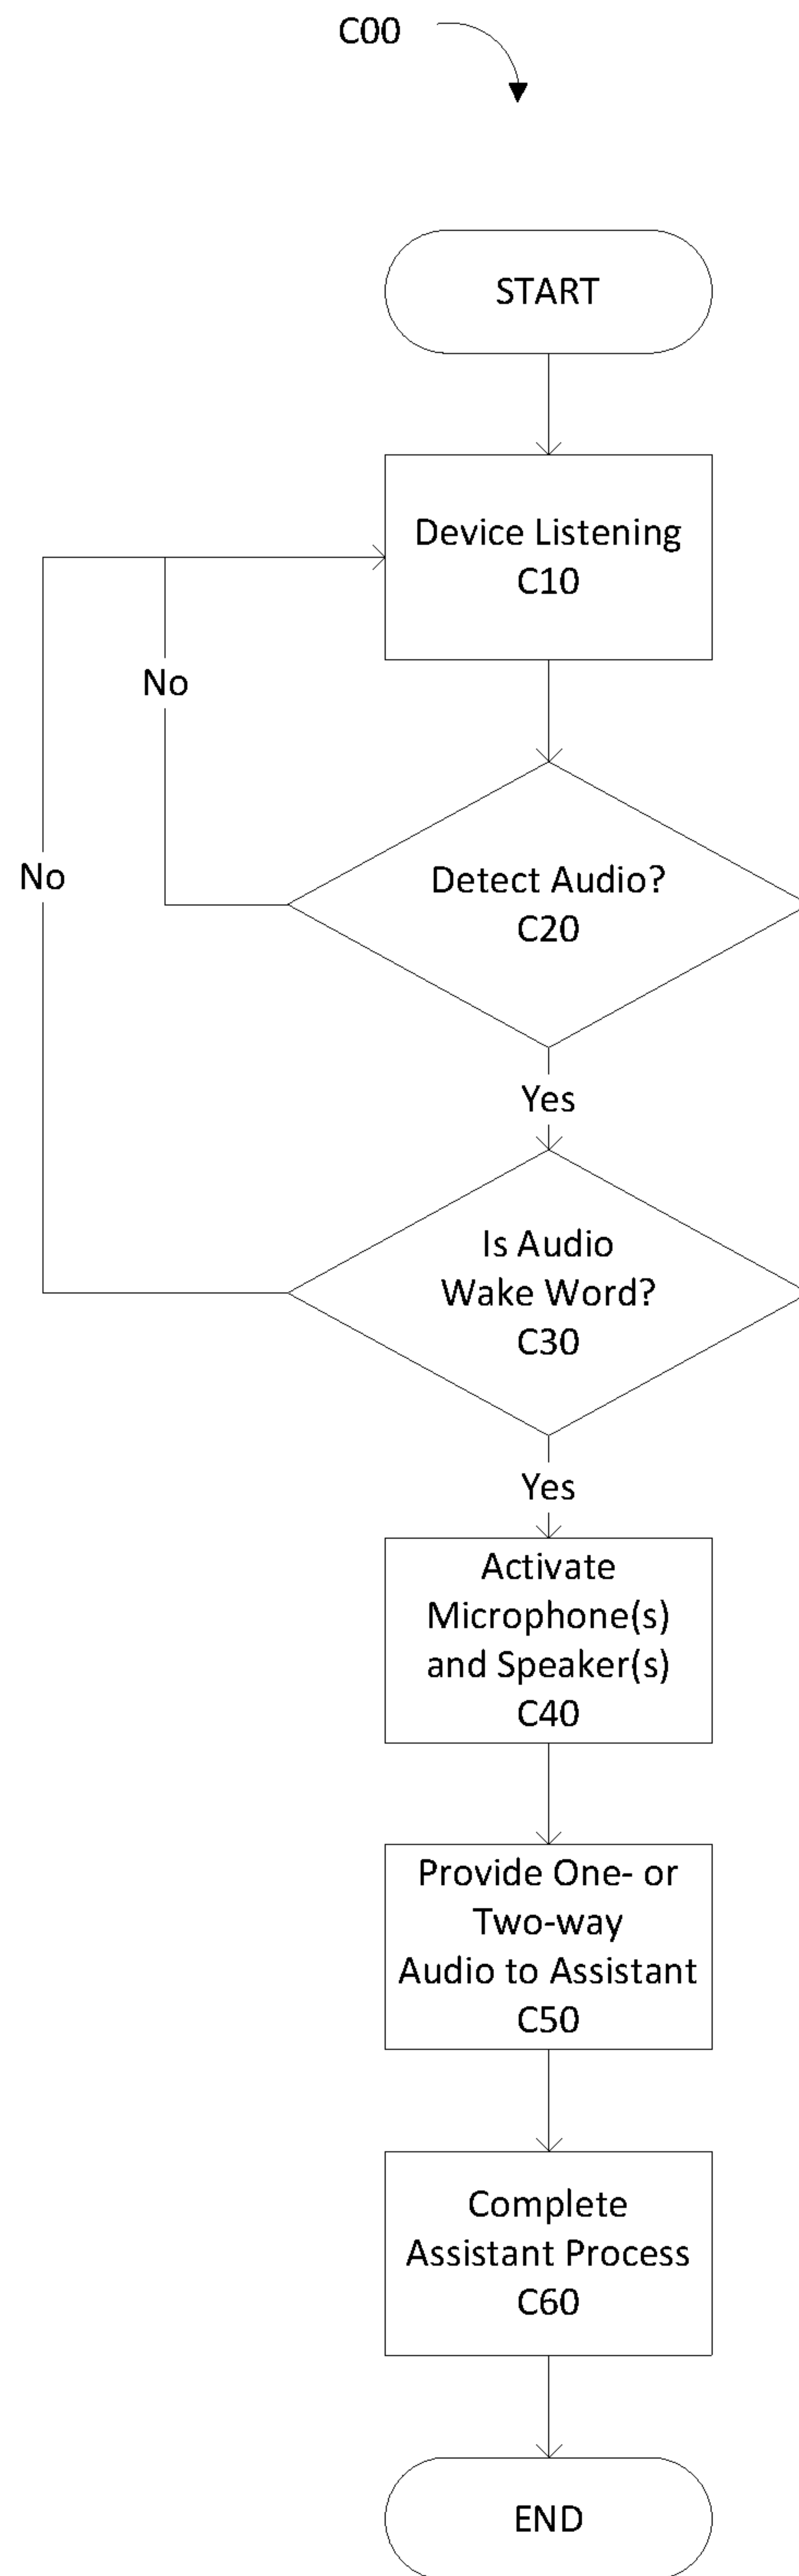 C00
START
Device Listening
C10
No
Detect Audio?
C20
No
Yes
Is Audio
Wake Word?
C30
Yes
Activate
Microphone(s)
and Speaker(s)
C40
Provide One- or
Two-way
Audio to Assistant
C50
Complete
Assistant Process
C60
END